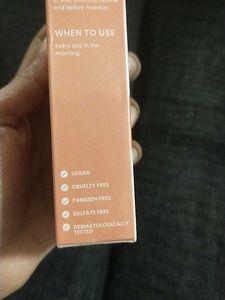 in your skincare routine
and before makeup.
WHEN TO USE
Every day in the
morning.
VEGAN
CRUELTY FREE
PARABEN FREE
SULFATE FREE
DERMATOLOGICALLY
TESTED